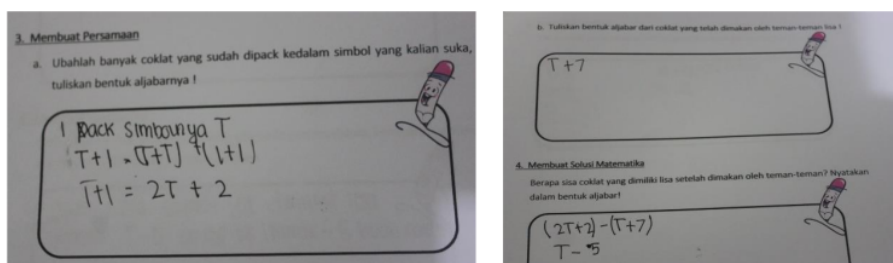 3. Membuat Persamaan
a. Ubahlah banyak coklat yang sudah dipack kedalam simbol yang kalian suka,
tuliskan bentuk aljabarnya !
1 pack simbolnya T
T+1 = (T+T) + (1+1)
T+1 = 2T + 2
b. Tuliskan bentuk aljabar dari coklat yang telah dimakan oleh teman-teman lisa !
T+7
4. Membuat Solusi Matematika
Berapa sisa coklat yang dimiliki lisa setelah dimakan oleh teman-teman? Nyatakan
dalam bentuk aljabar!
(2T+2)-(T+7)
T-5